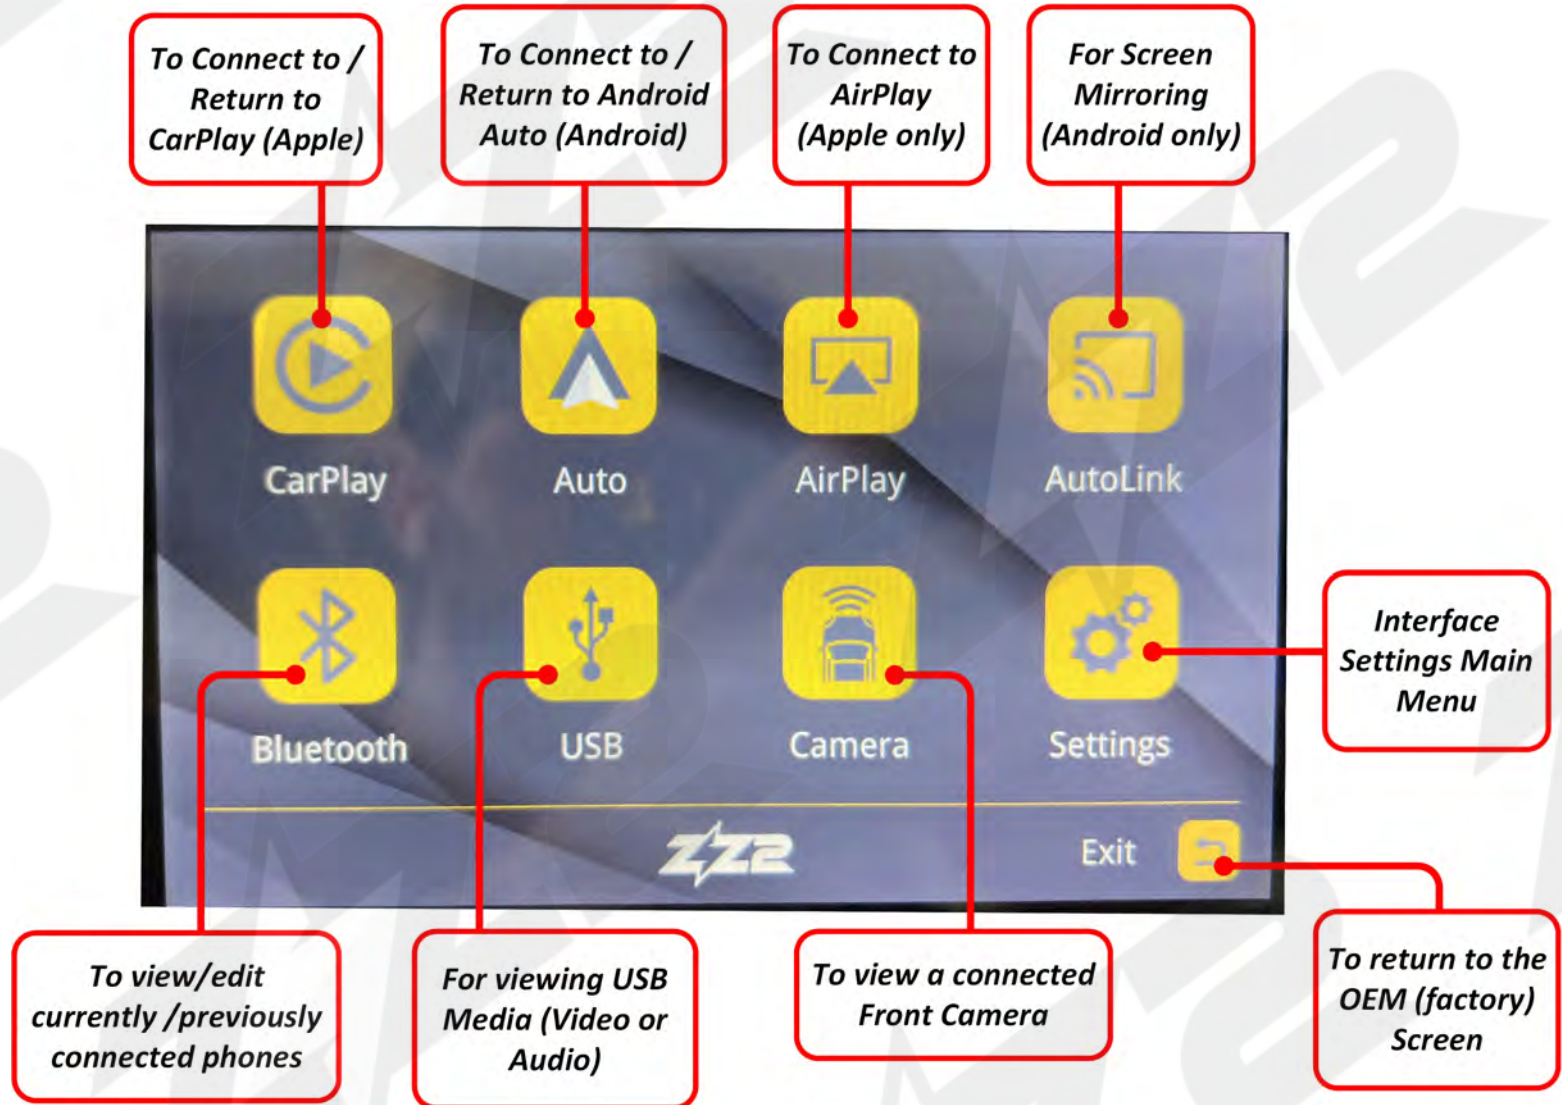 To Connect to /
Return to
CarPlay (Apple)
To Connect to /
Return to Android
Auto (Android)
To Connect to
AirPlay
(Apple only)
For Screen
Mirroring
(Android only)
CarPlay
Auto
AirPlay
AutoLink
Bluetooth
USB
Camera
Settings
Interface
Settings Main
Menu
ZZ2
Exit
To view/edit
currently /previously
connected phones
For viewing USB
Media (Video or
Audio)
To view a connected
Front Camera
To return to the
OEM (factory)
Screen